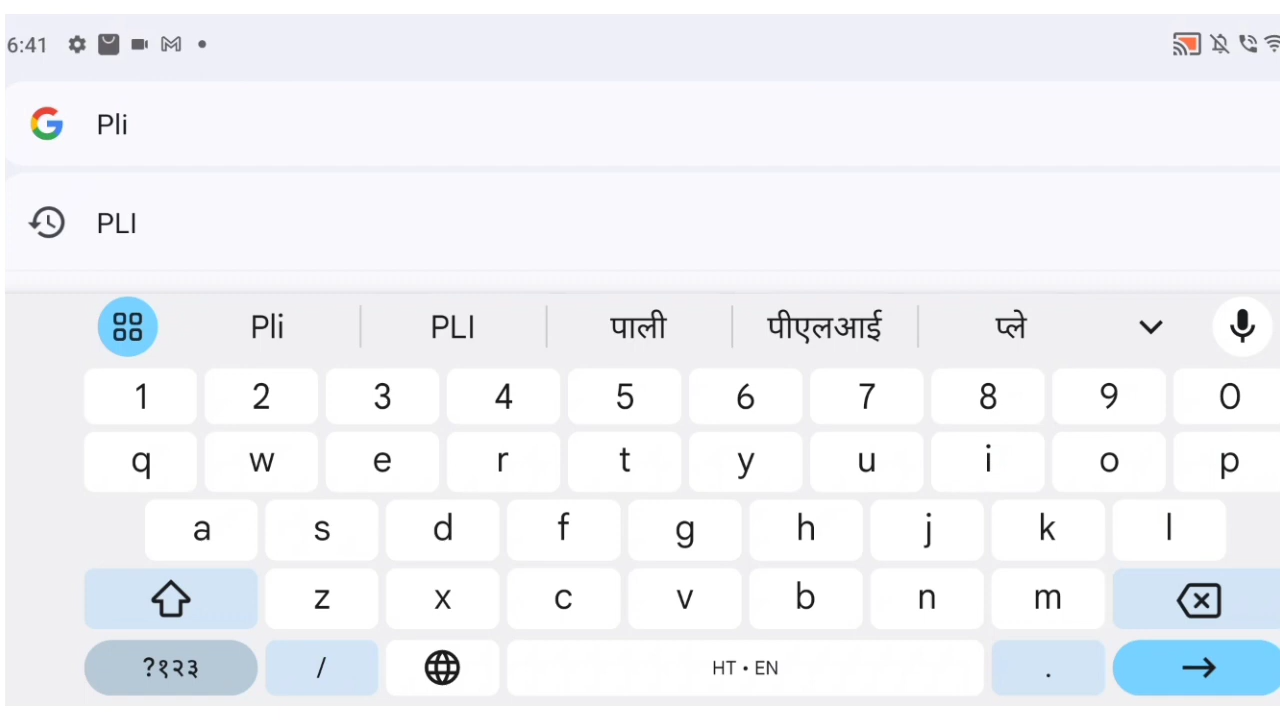 6:41
Pli
PLI
Pli PLI पाली पीएलआई प्ले
1 2 3 4 5 6 7 8 9 0
q w e r t y u i o p
a s d f g h j k l
z x c v b n m
?१२३ / HT • EN .